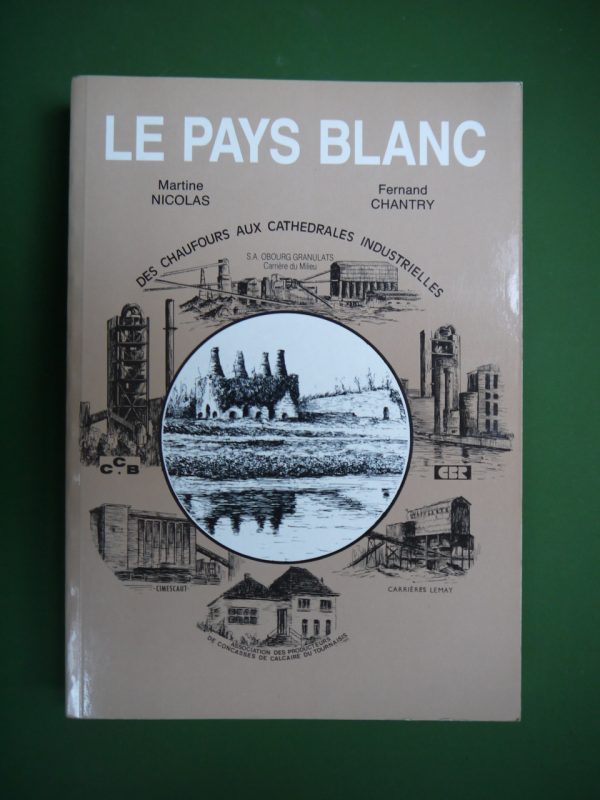 LE PAYS BLANC
Martine
NICOLAS
Fernand
CHANTRY
DES CHAUFOURS AUX CATHEDRALES INDUSTRIELLES
S.A. OBOURG GRANULATS
Carrière du Milieu
C
C.B
CBR
CIMESCAUT
CARRIÈRES LEMAY
ASSOCIATION DES PRODUCTEURS
DE CONCASSES DE CALCAIRE DU TOURNAISIS